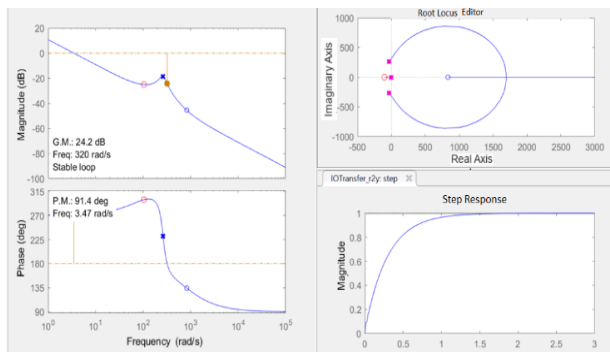 20
0
-20
-40
-60
-80
-100
Magnitude (dB)
G.M.: 24.2 dB
Freq: 320 rad/s
Stable loop
315
270
225
180
135
90
Phase (deg)
P.M.: 91.4 deg
Freq: 3.47 rad/s
10^0 10^1 10^2 10^3 10^4 10^5
Frequency (rad/s)
Root Locus Editor
1000
500
0
-500
-1000
Imaginary Axis
-1000 0 1000 2000 3000
Real Axis
IOTransfer_r2y: step
Step Response
1
0.8
0.6
0.4
0.2
0
Magnitude
0 0.5 1 1.5 2 2.5 3